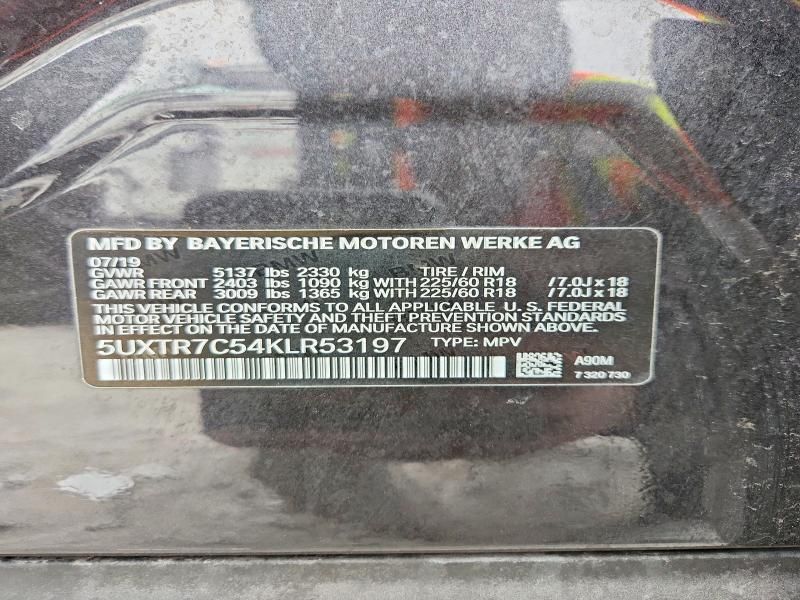 MFD BY BAYERISCHE MOTOREN WERKE AG
07/19
GVWR 5137 lbs 2330 kg TIRE / RIM
GAWR FRONT 2403 lbs 1090 kg WITH 225/60 R18 /7.0J x 18
GAWR REAR 3009 lbs 1365 kg WITH 225/60 R18 /7.0J x 18
THIS VEHICLE CONFORMS TO ALL APPLICABLE U. S. FEDERAL
MOTOR VEHICLE SAFETY AND THEFT PREVENTION STANDARDS
IN EFFECT ON THE DATE OF MANUFACTURE SHOWN ABOVE.
5UXTR7C54KLR53197 TYPE: MPV
A90M
7 320 730